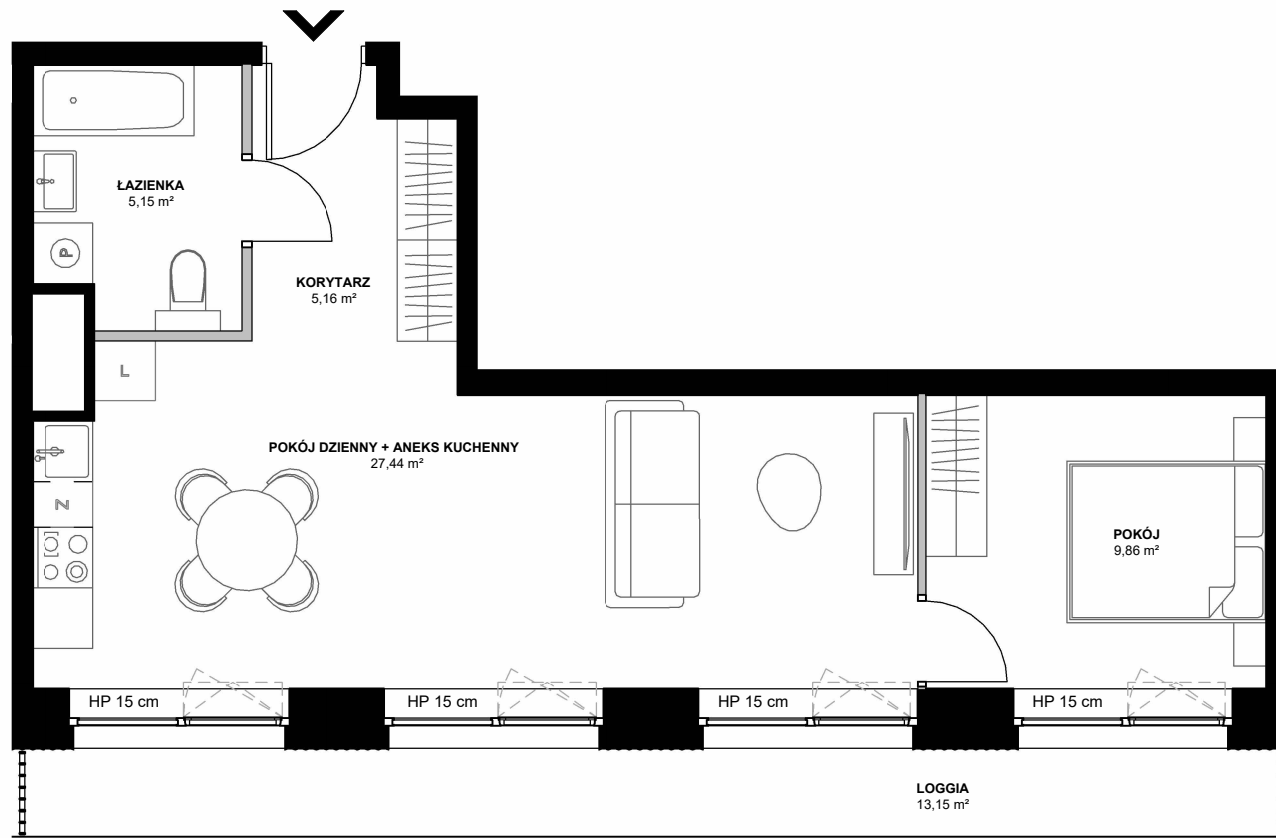 ŁAZIENKA
5,15 m²
P
KORYTARZ
5,16 m²
L
POKÓJ DZIENNY + ANEKS KUCHENNY
27,44 m²
Z
POKÓJ
9,86 m²
HP 15 cm
HP 15 cm
HP 15 cm
HP 15 cm
LOGGIA
13,15 m²